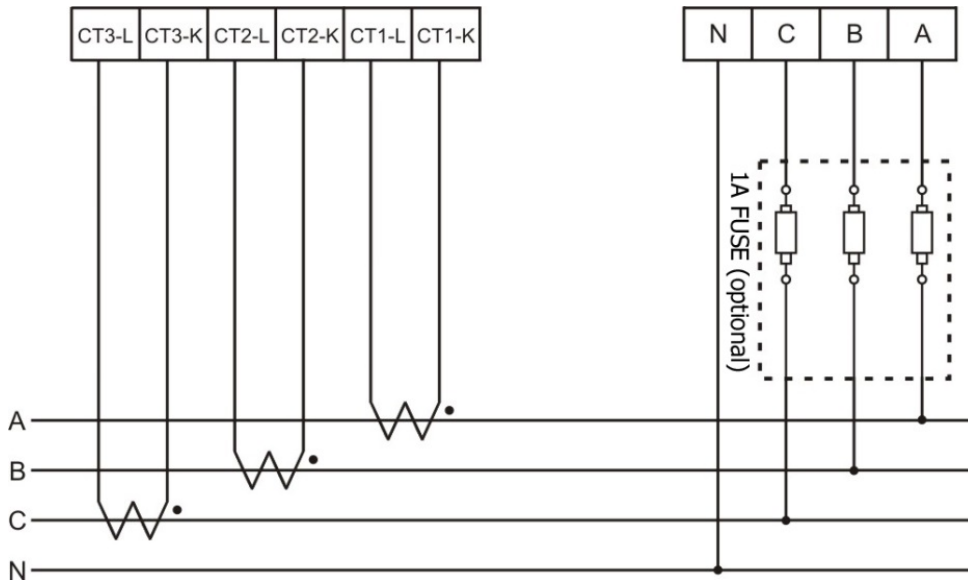 CT3-L CT3-K CT2-L CT2-K CT1-L CT1-K
N C B A
1A FUSE (optional)
A
B
C
N